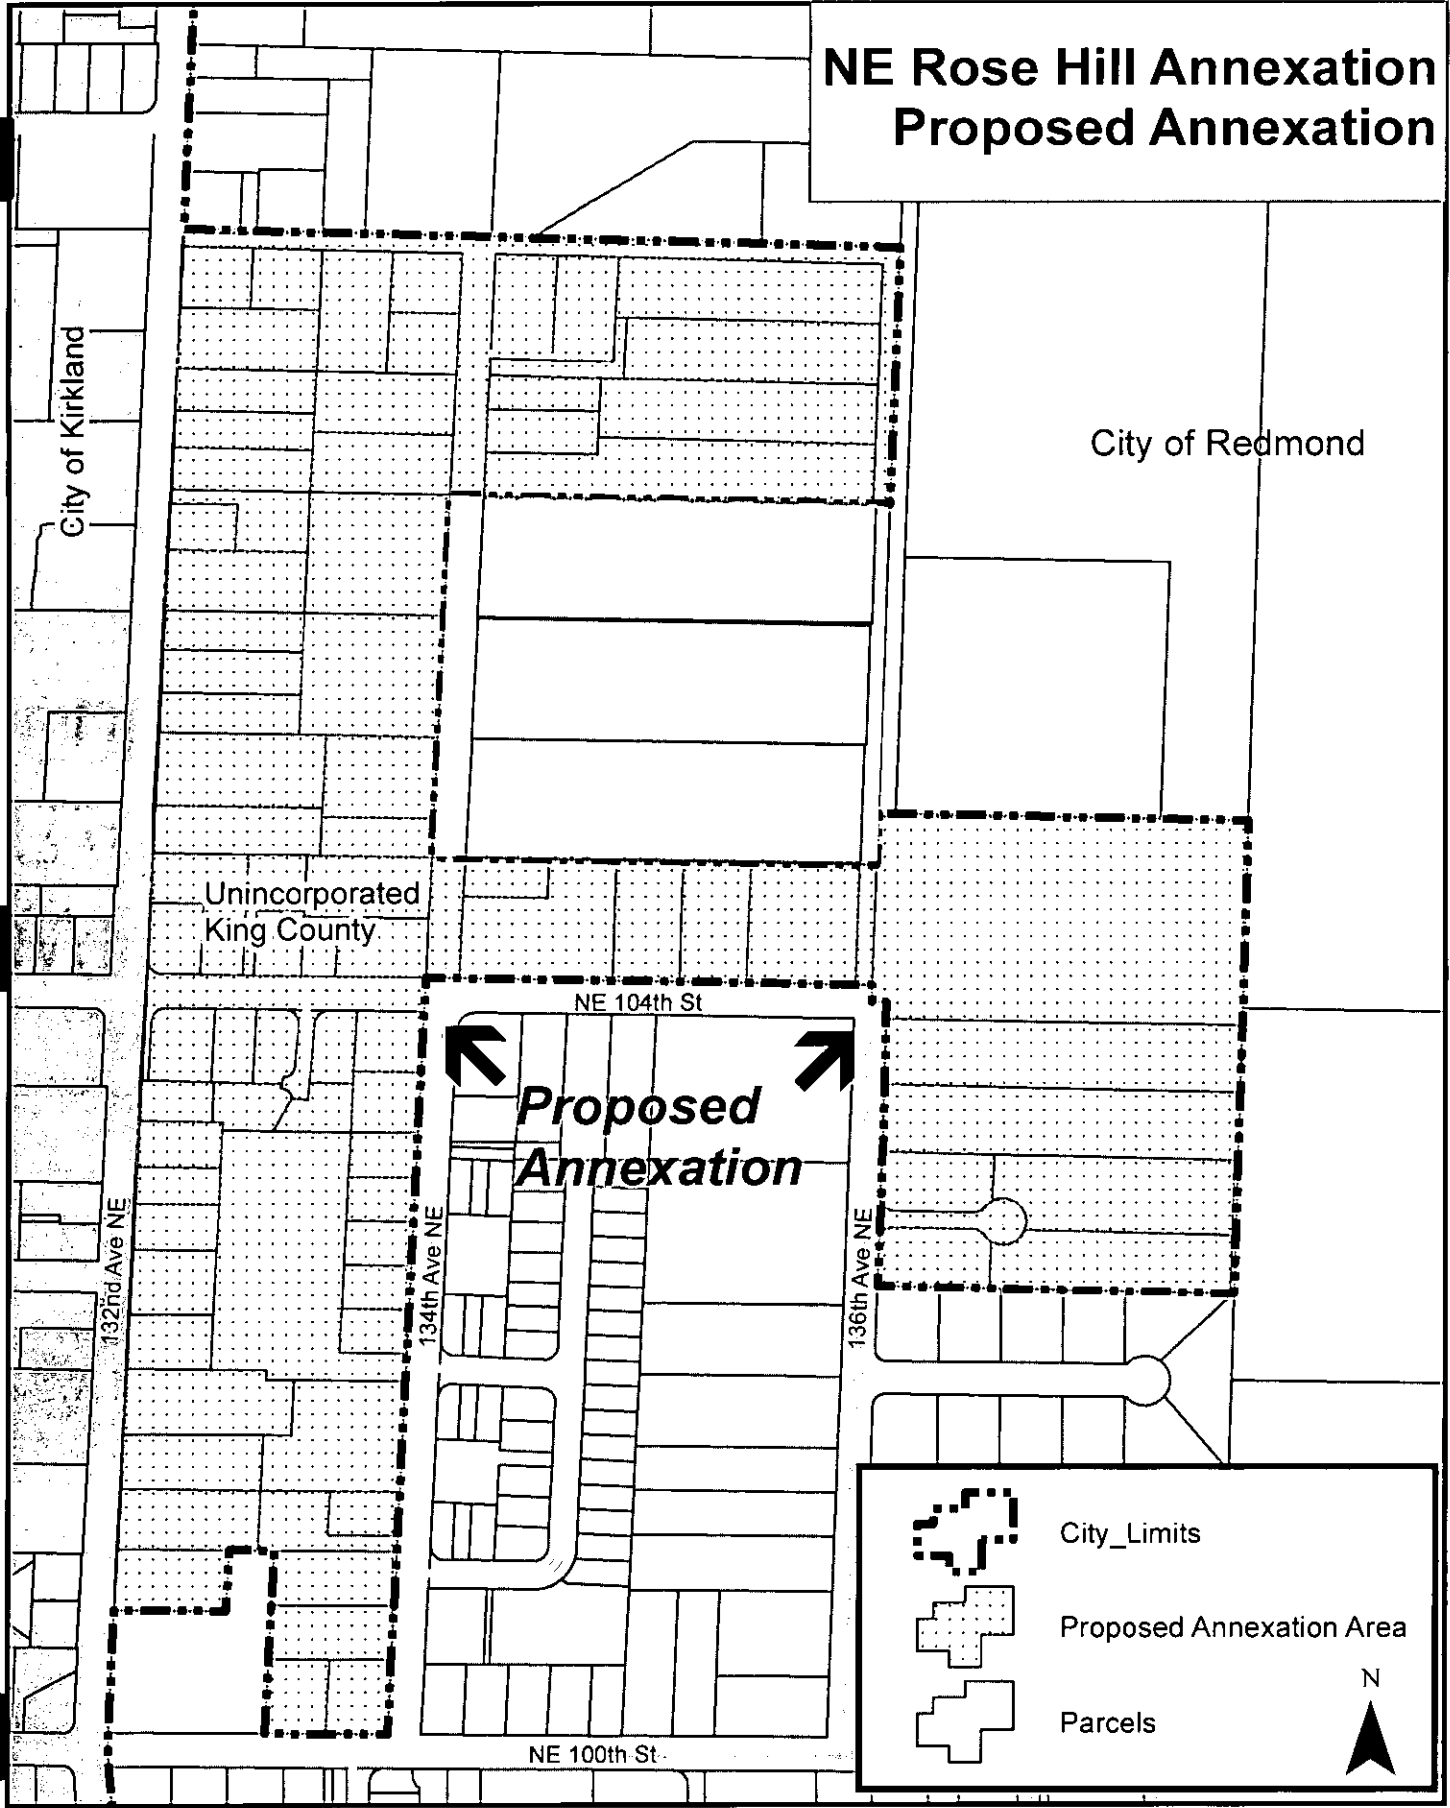 NE Rose Hill Annexation
Proposed Annexation
City of Kirkland
City of Redmond
Unincorporated
King County
NE 104th St
Proposed
Annexation
132nd Ave NE
134th Ave NE
136th Ave NE
NE 100th St
City_Limits
Proposed Annexation Area
Parcels
N